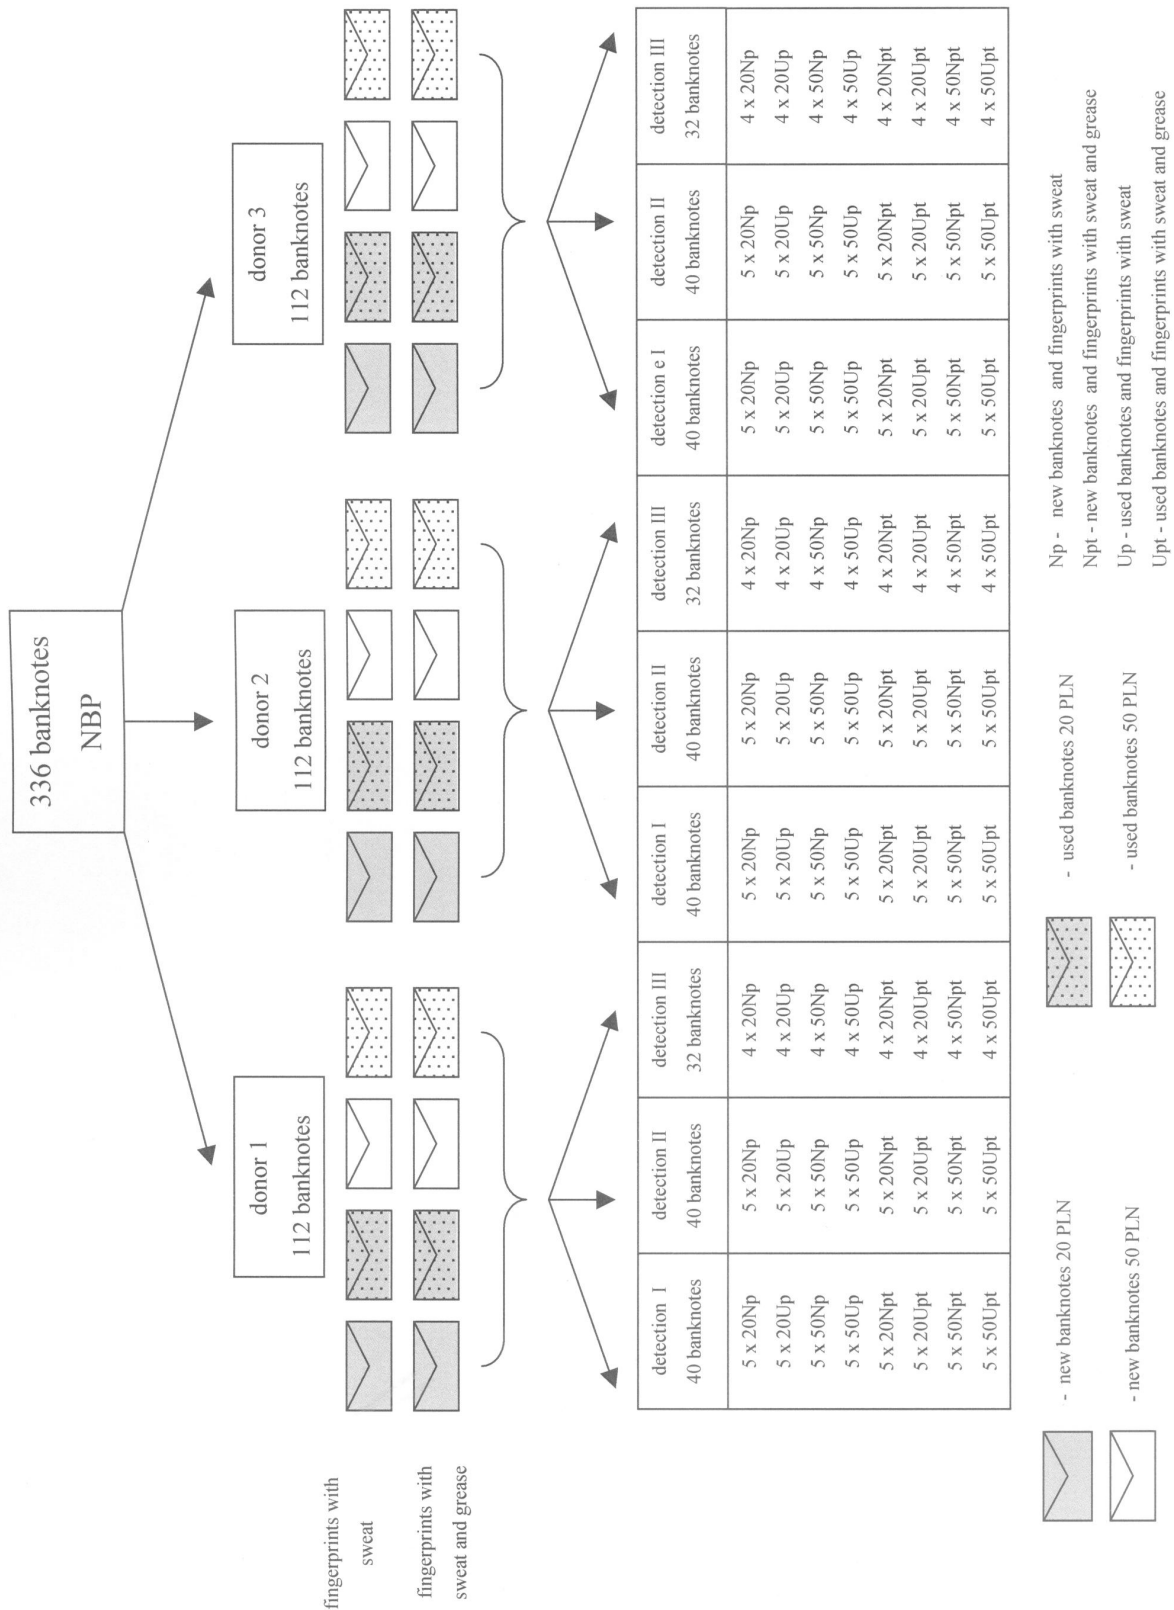 336 banknotes
NBP
donor 1
112 banknotes
donor 2
112 banknotes
donor 3
112 banknotes
fingerprints with
sweat
fingerprints with
sweat and grease
detection I
40 banknotes
detection II
40 banknotes
detection III
32 banknotes
detection I
40 banknotes
detection II
40 banknotes
detection III
32 banknotes
detection e I
40 banknotes
detection II
40 banknotes
detection III
32 banknotes
5 x 20Np 5 x 20Np 4 x 20Np 5 x 20Np 5 x 20Np 4 x 20Np 5 x 20Np 5 x 20Np 4 x 20Np
5 x 20Up 5 x 20Up 4 x 20Up 5 x 20Up 5 x 20Up 4 x 20Up 5 x 20Up 5 x 20Up 4 x 20Up
5 x 50Np 5 x 50Np 4 x 50Np 5 x 50Np 5 x 50Np 4 x 50Np 5 x 50Np 5 x 50Np 4 x 50Np
5 x 50Up 5 x 50Up 4 x 50Up 5 x 50Up 5 x 50Up 4 x 50Up 5 x 50Up 5 x 50Up 4 x 50Up
5 x 20Npt 5 x 20Npt 4 x 20Npt 5 x 20Npt 5 x 20Npt 4 x 20Npt 5 x 20Npt 5 x 20Npt 4 x 20Npt
5 x 20Upt 5 x 20Upt 4 x 20Upt 5 x 20Upt 5 x 20Upt 4 x 20Upt 5 x 20Upt 5 x 20Upt 4 x 20Upt
5 x 50Npt 5 x 50Npt 4 x 50Npt 5 x 50Npt 5 x 50Npt 4 x 50Npt 5 x 50Npt 5 x 50Npt 4 x 50Npt
5 x 50Upt 5 x 50Upt 4 x 50Upt 5 x 50Upt 5 x 50Upt 4 x 50Upt 5 x 50Upt 5 x 50Upt 4 x 50Upt
- new banknotes 20 PLN
- new banknotes 50 PLN
- used banknotes 20 PLN
- used banknotes 50 PLN
Np - new banknotes and fingerprints with sweat
Npt - new banknotes and fingerprints with sweat and grease
Up - used banknotes and fingerprints with sweat
Upt - used banknotes and fingerprints with sweat and grease